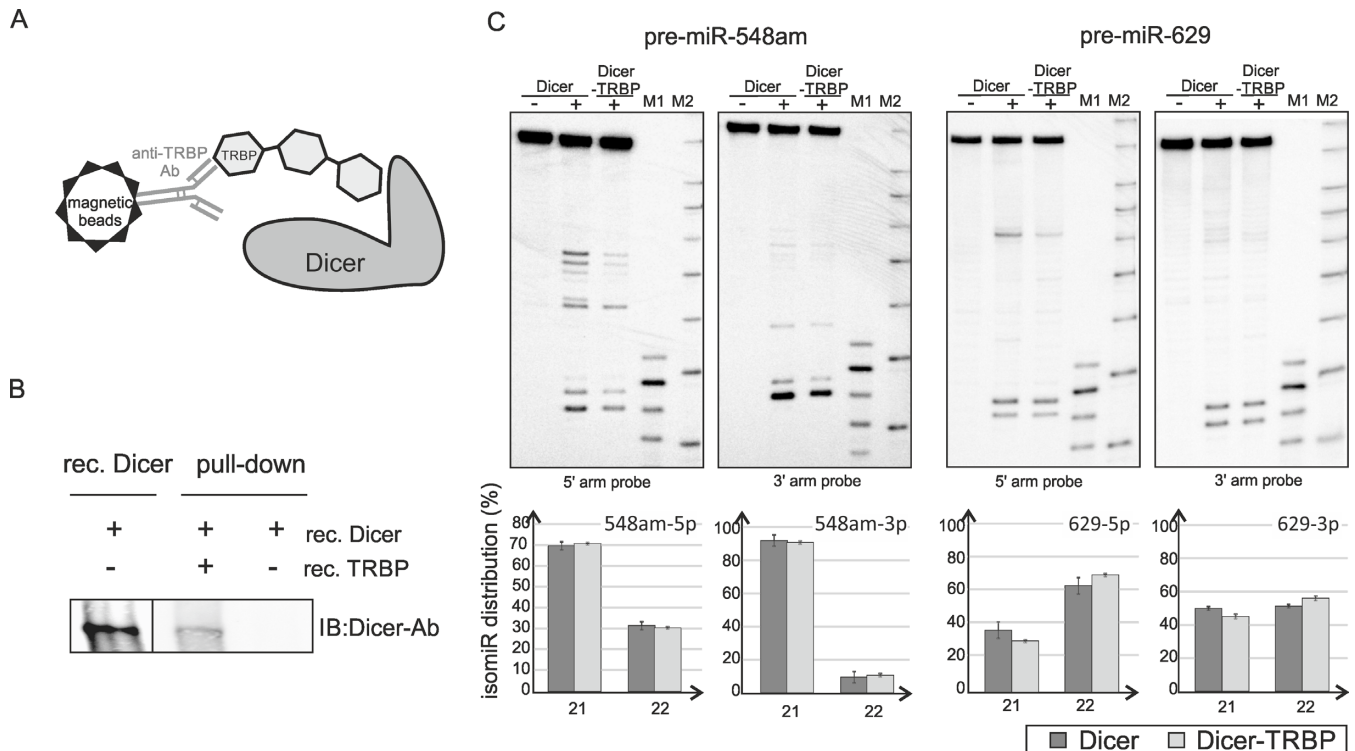 A
anti-TRBP
Ab
TRBP
magnetic
beads
Dicer
B
rec. Dicer pull-down
+ + + rec. Dicer
- + - rec. TRBP
IB:Dicer-Ab
C
pre-miR-548am pre-miR-629
Dicer Dicer -TRBP M1 M2
- + +
Dicer Dicer -TRBP M1 M2
- + +
Dicer Dicer -TRBP M1 M2
- + +
Dicer Dicer -TRBP M1 M2
- + +
5' arm probe 3' arm probe 5' arm probe 3' arm probe
isomiR distribution (%)
548am-5p
80
70
60
50
40
30
20
10
0
21 22
548am-3p
100
80
60
40
20
0
21 22
629-5p
100
80
60
40
20
0
21 22
629-3p
100
80
60
40
20
0
21 22
Dicer Dicer-TRBP